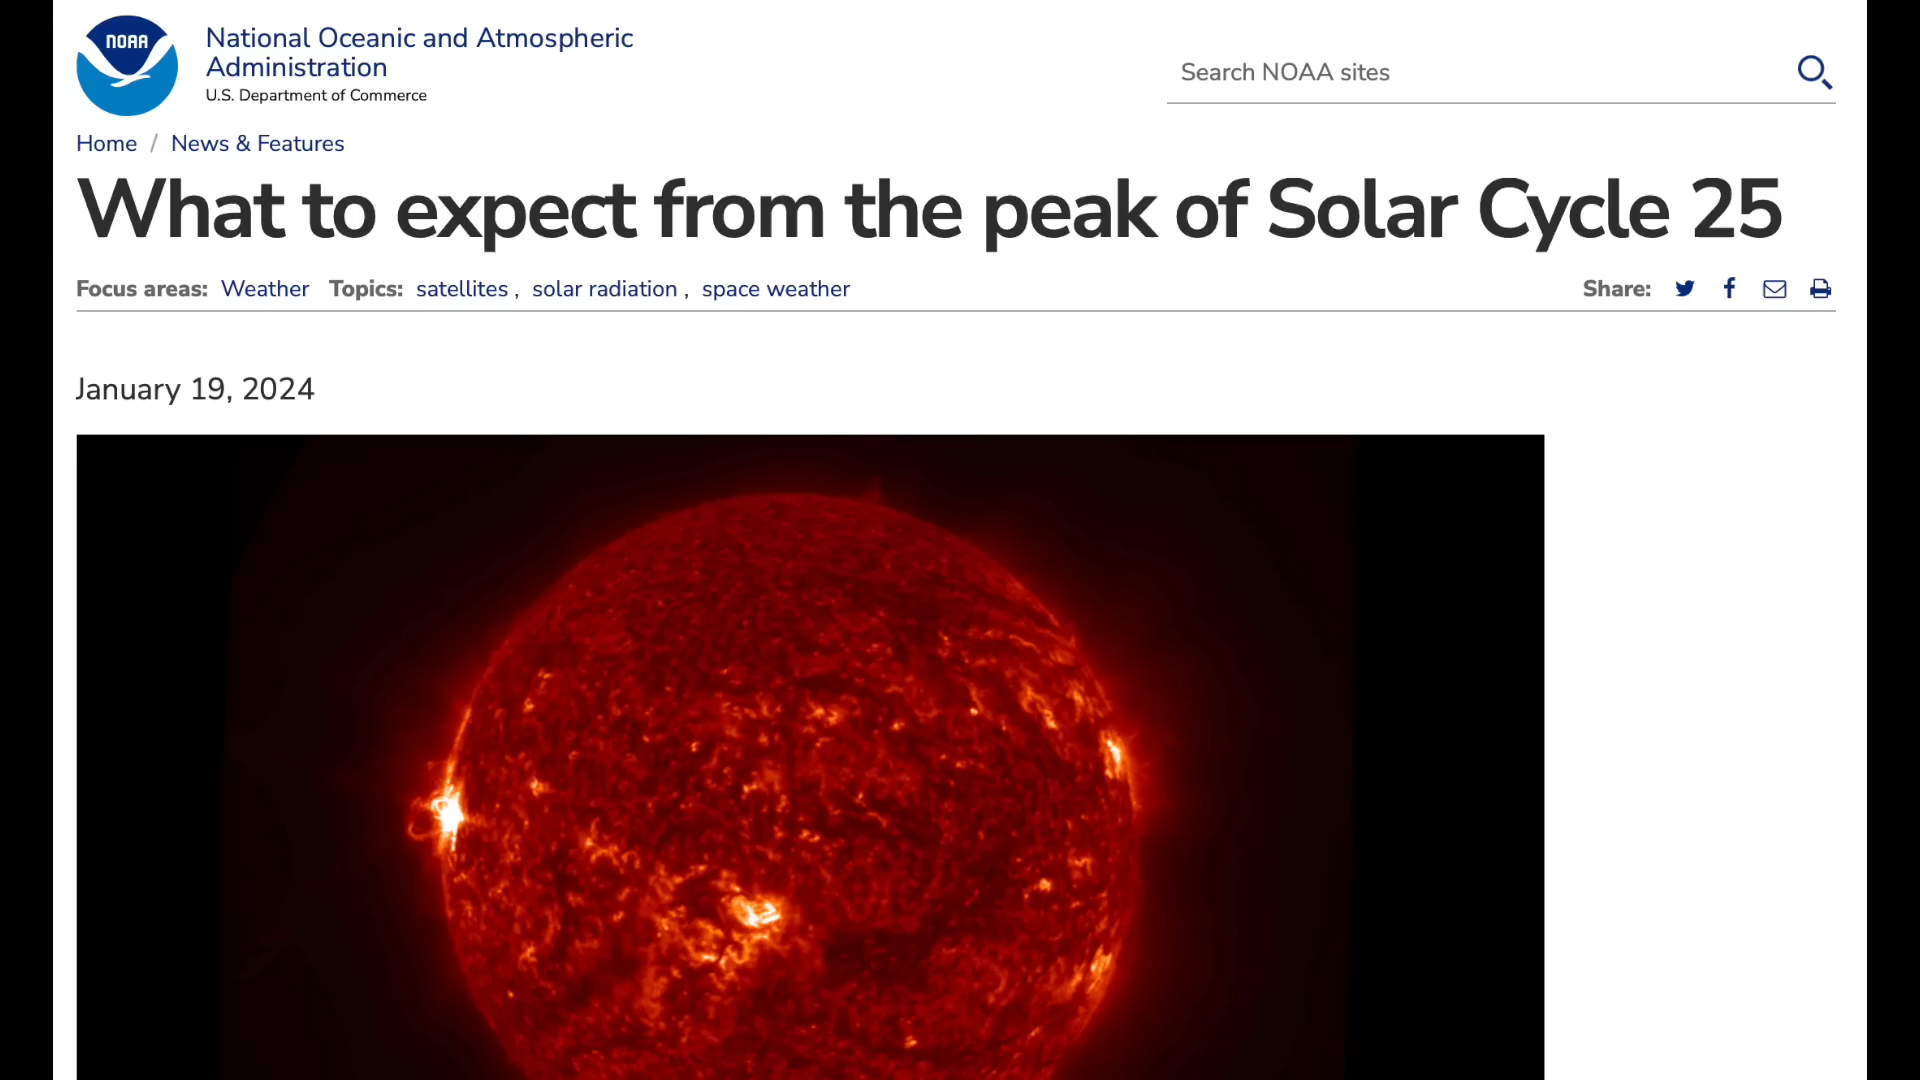 NOAA
National Oceanic and Atmospheric
Administration
U.S. Department of Commerce
Search NOAA sites
Home / News & Features
What to expect from the peak of Solar Cycle 25
Focus areas: Weather Topics: satellites , solar radiation , space weather
Share:
January 19, 2024